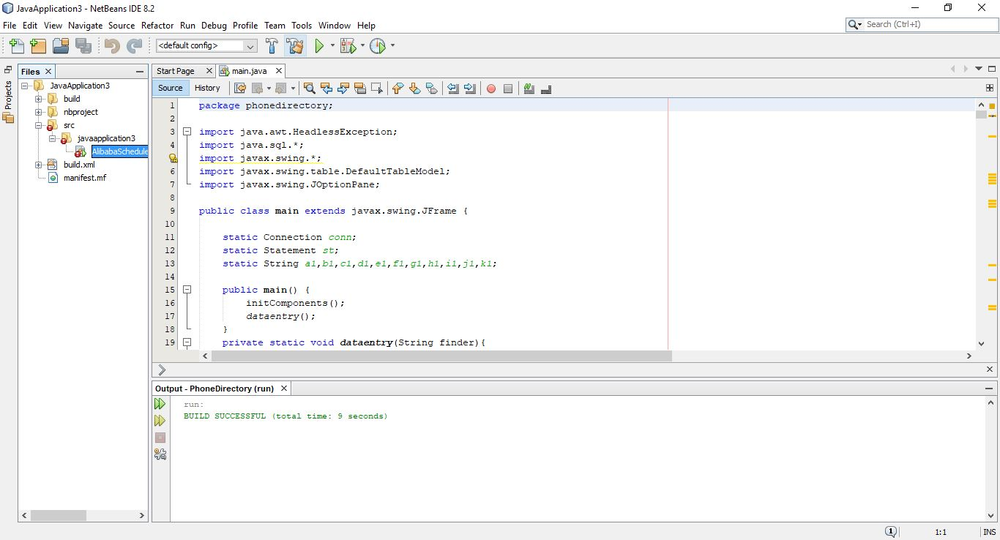 JavaApplication3 - NetBeans IDE 8.2
File Edit View Navigate Source Refactor Run Debug Profile Team Tools Window Help
Search (Ctrl+I)
<default config>
Projects
Files
JavaApplication3
build
nbproject
src
javaapplication3
AlibabaSchedule
build.xml
manifest.mf
Start Page main.java
Source History
1 package phonedirectory;
2
3 import java.awt.HeadlessException;
4 import java.sql.*;
import javax.swing.*;
6 import javax.swing.table.DefaultTableModel;
7 import javax.swing.JOptionPane;
8
9 public class main extends javax.swing.JFrame {
10
11 static Connection conn;
12 static Statement st;
13 static String a1,b1,c1,d1,e1,f1,g1,h1,i1,j1,k1;
14
15 public main() {
16 initComponents();
17 dataentry();
18 }
19 private static void dataentry(String finder){
Output - PhoneDirectory (run)
run:
BUILD SUCCESSFUL (total time: 9 seconds)
1 1:1 INS